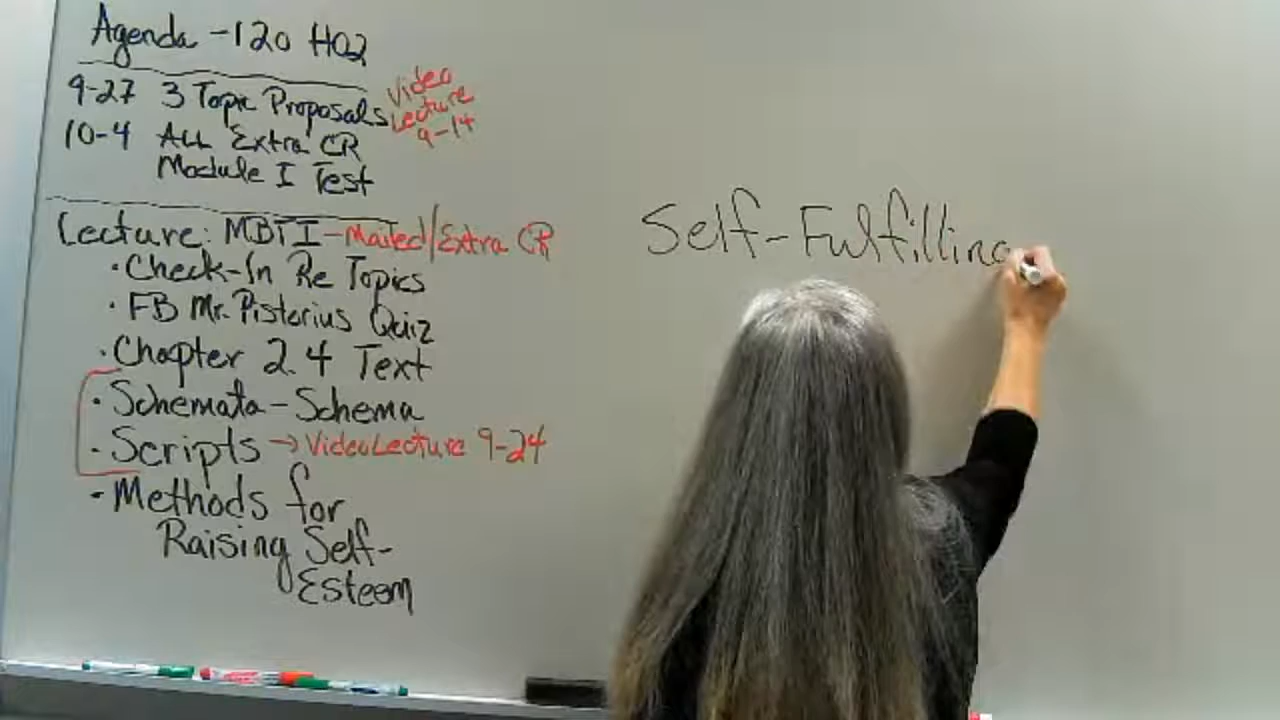 Agenda - 120 HQ2
9-27 3 Topic Proposals
Video
Lecture
9-14
10-4 ALL Extra CR
Module I Test
Lecture: MBTI - Mailed/Extra CR
• Check-In Re Topics
• FB Mr. Pistorius Quiz
• Chapter 2.4 Text
• Schemata - Schema
• Scripts → Video Lecture 9-24
• Methods for
Raising Self-
Esteem
Self-Fulfilling